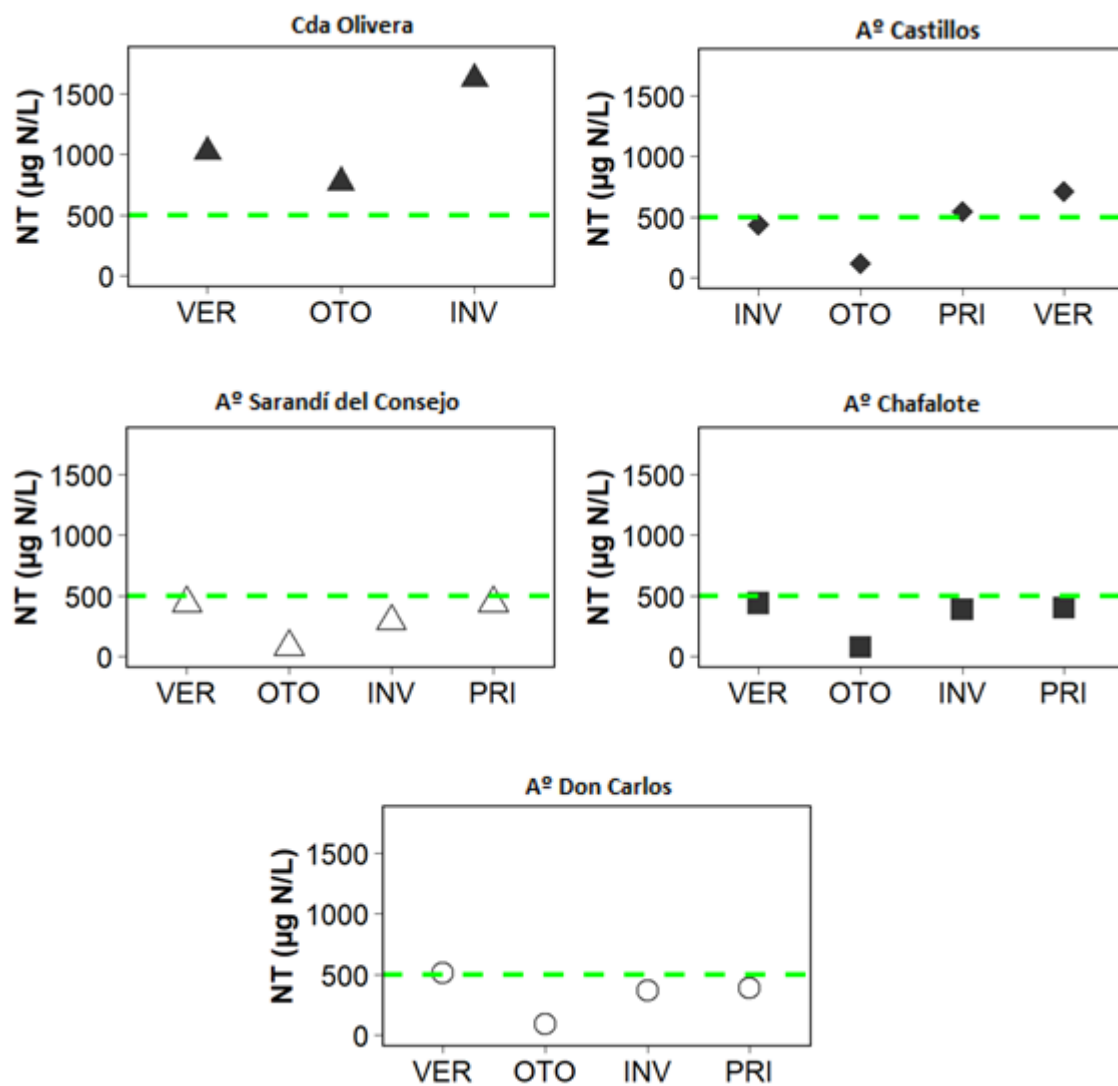 Cda Olivera
NT (µg N/L)
1500
1000
500
0
VER OTO INV
Aº Castillos
NT (µg N/L)
1500
1000
500
0
INV OTO PRI VER
Aº Sarandí del Consejo
NT (µg N/L)
1500
1000
500
0
VER OTO INV PRI
Aº Chafalote
NT (µg N/L)
1500
1000
500
0
VER OTO INV PRI
Aº Don Carlos
NT (µg N/L)
1500
1000
500
0
VER OTO INV PRI